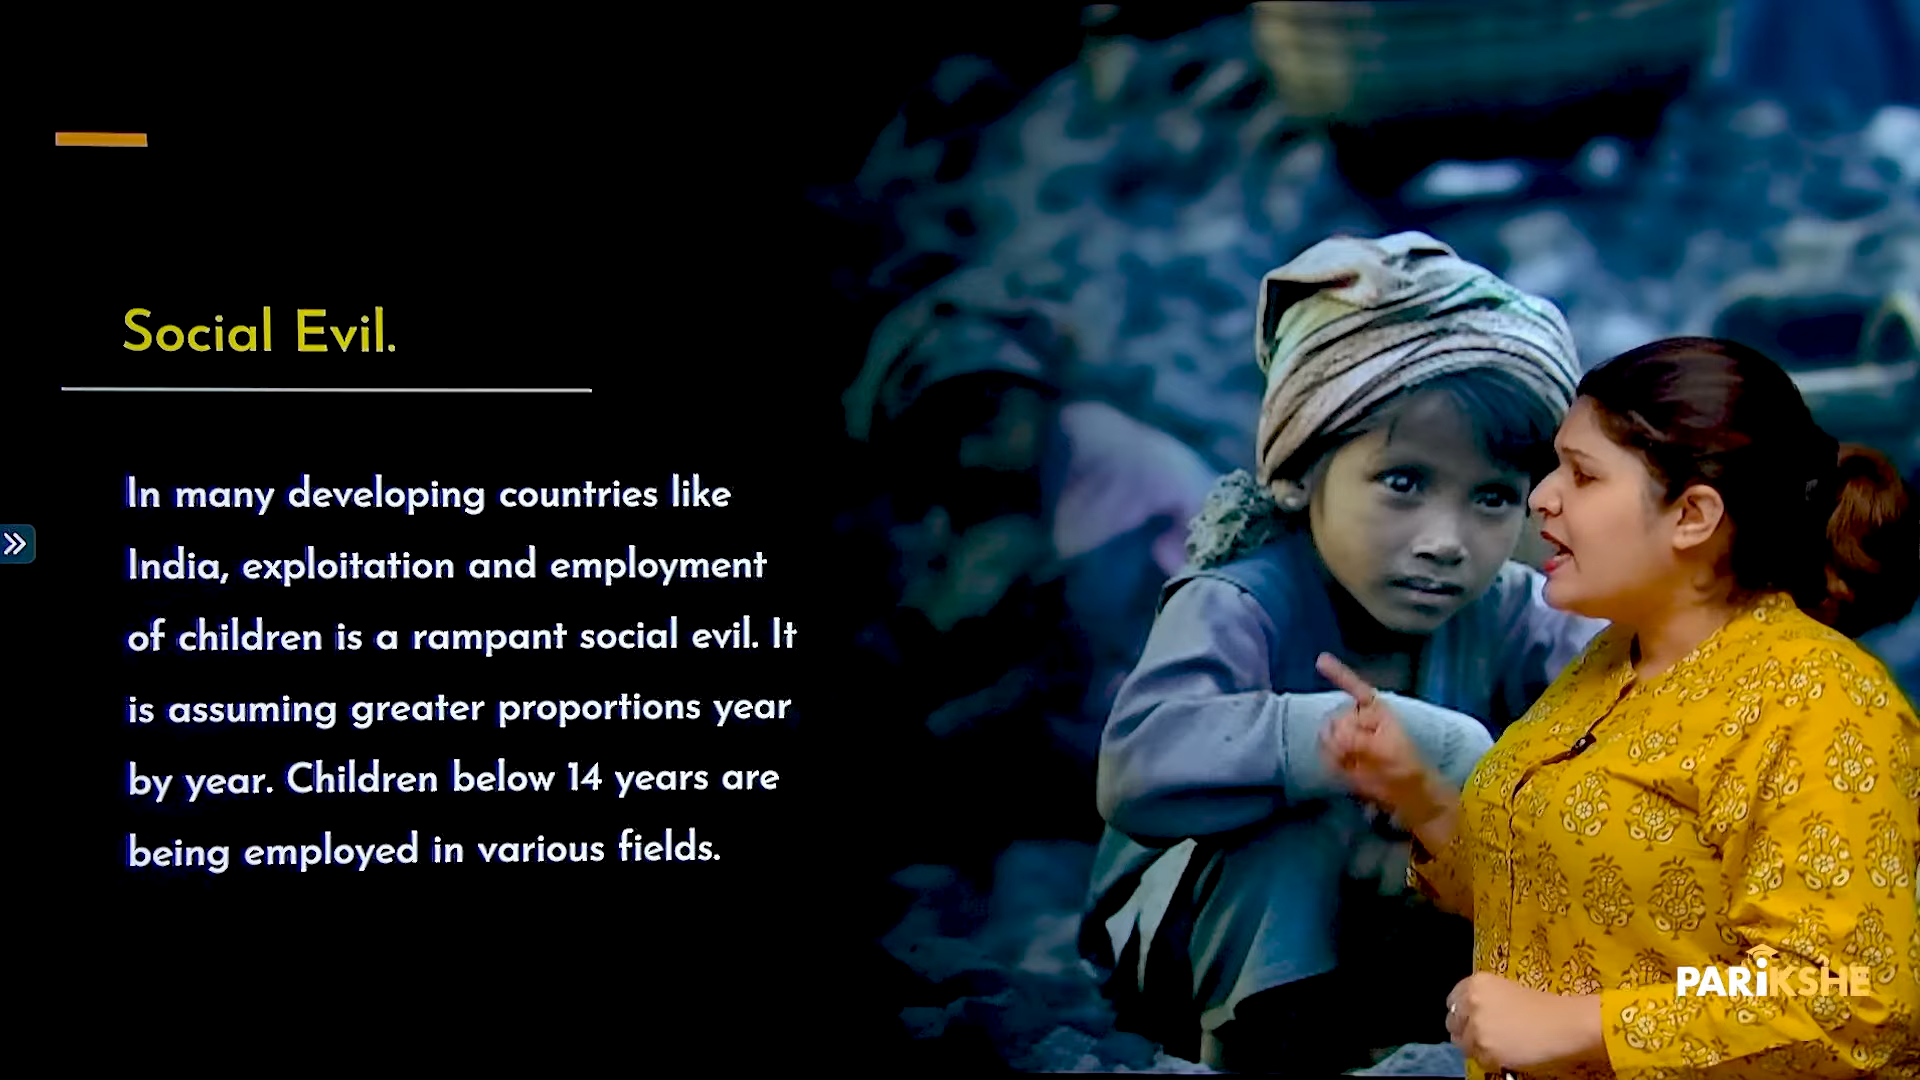 Social Evil.
In many developing countries like
India, exploitation and employment
of children is a rampant social evil. It
is assuming greater proportions year
by year. Children below 14 years are
being employed in various fields.
PARiKSHE